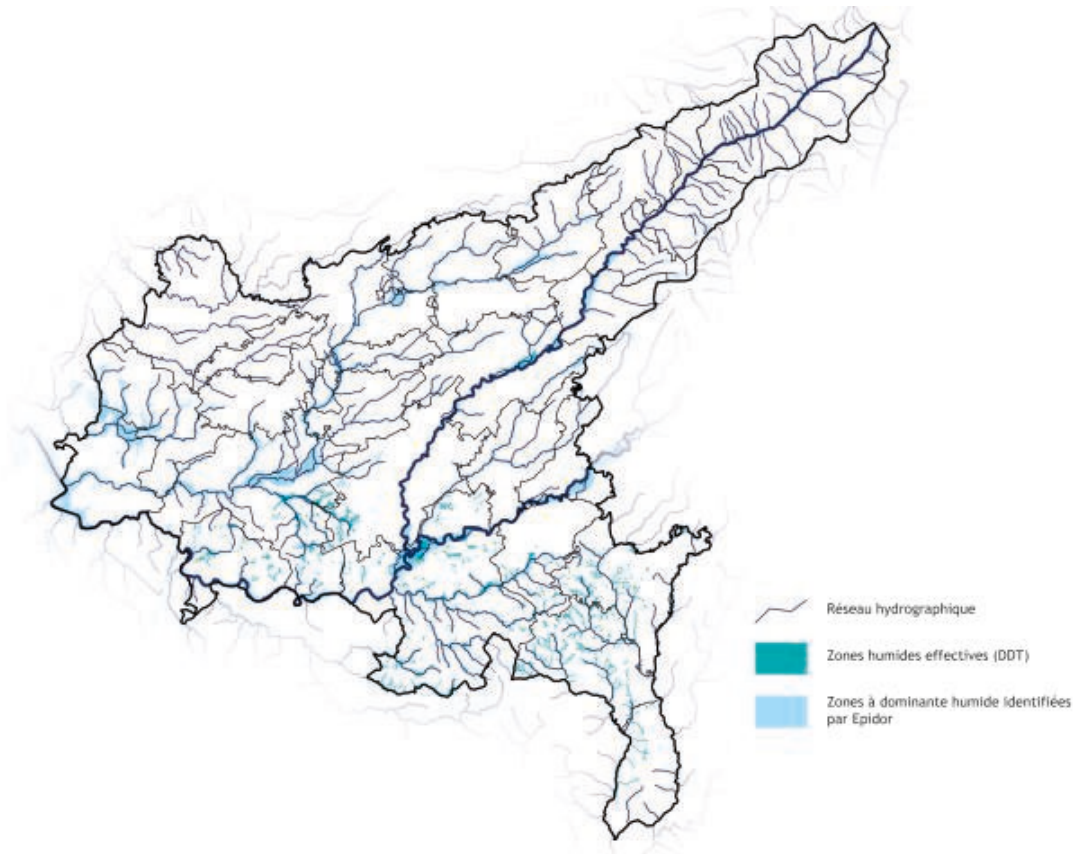 Réseau hydrographique
Zones humides effectives (DDT)
Zones à dominante humide identifiées
par Epidor